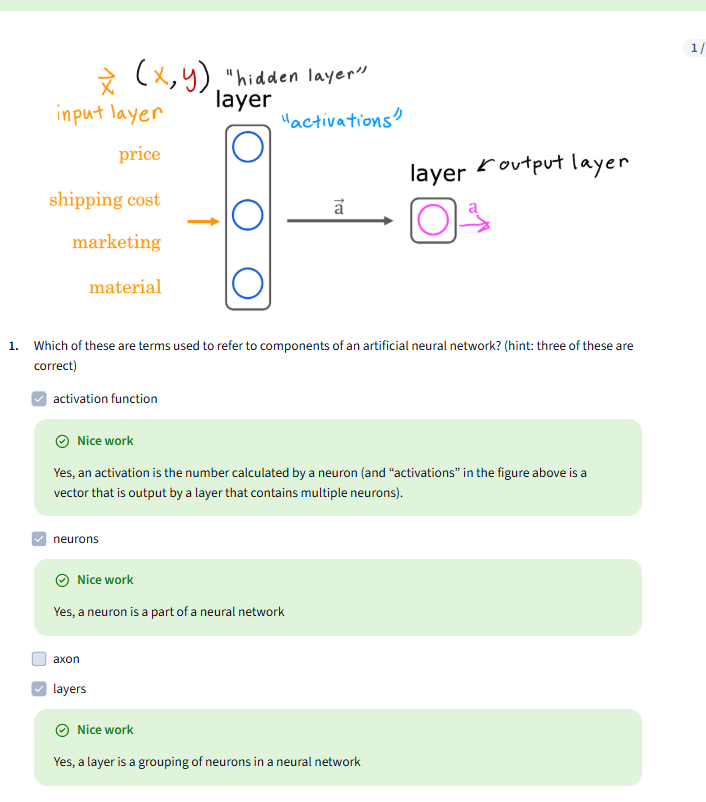 1 /
x⃗ (x, y) "hidden layer"
input layer layer
"activations"
price
layer ↙ output layer
shipping cost
a⃗
a
marketing
material
1. Which of these are terms used to refer to components of an artificial neural network? (hint: three of these are
correct)
activation function
Nice work
Yes, an activation is the number calculated by a neuron (and “activations” in the figure above is a
vector that is output by a layer that contains multiple neurons).
neurons
Nice work
Yes, a neuron is a part of a neural network
axon
layers
Nice work
Yes, a layer is a grouping of neurons in a neural network